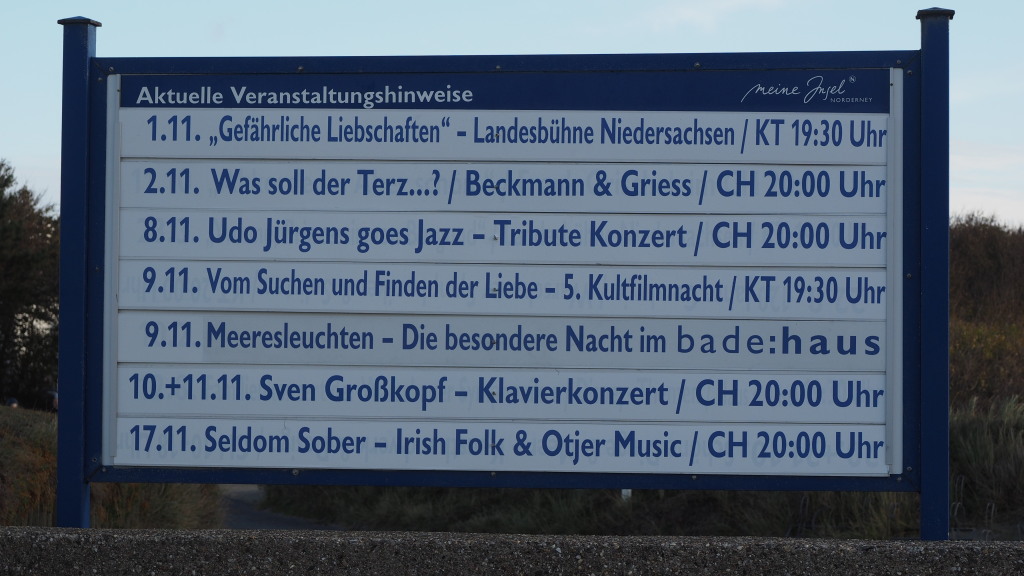 Aktuelle Veranstaltungshinweise
meine Insel
NORDERNEY
1.11. „Gefährliche Liebschaften“ – Landesbühne Niedersachsen / KT 19:30 Uhr
2.11. Was soll der Terz...? / Beckmann & Griess / CH 20:00 Uhr
8.11. Udo Jürgens goes Jazz – Tribute Konzert / CH 20:00 Uhr
9.11. Vom Suchen und Finden der Liebe – 5. Kultfilmnacht / KT 19:30 Uhr
9.11. Meeresleuchten – Die besondere Nacht im bade:haus
10.+11.11. Sven Großkopf – Klavierkonzert / CH 20:00 Uhr
17.11. Seldom Sober – Irish Folk & Otjer Music / CH 20:00 Uhr